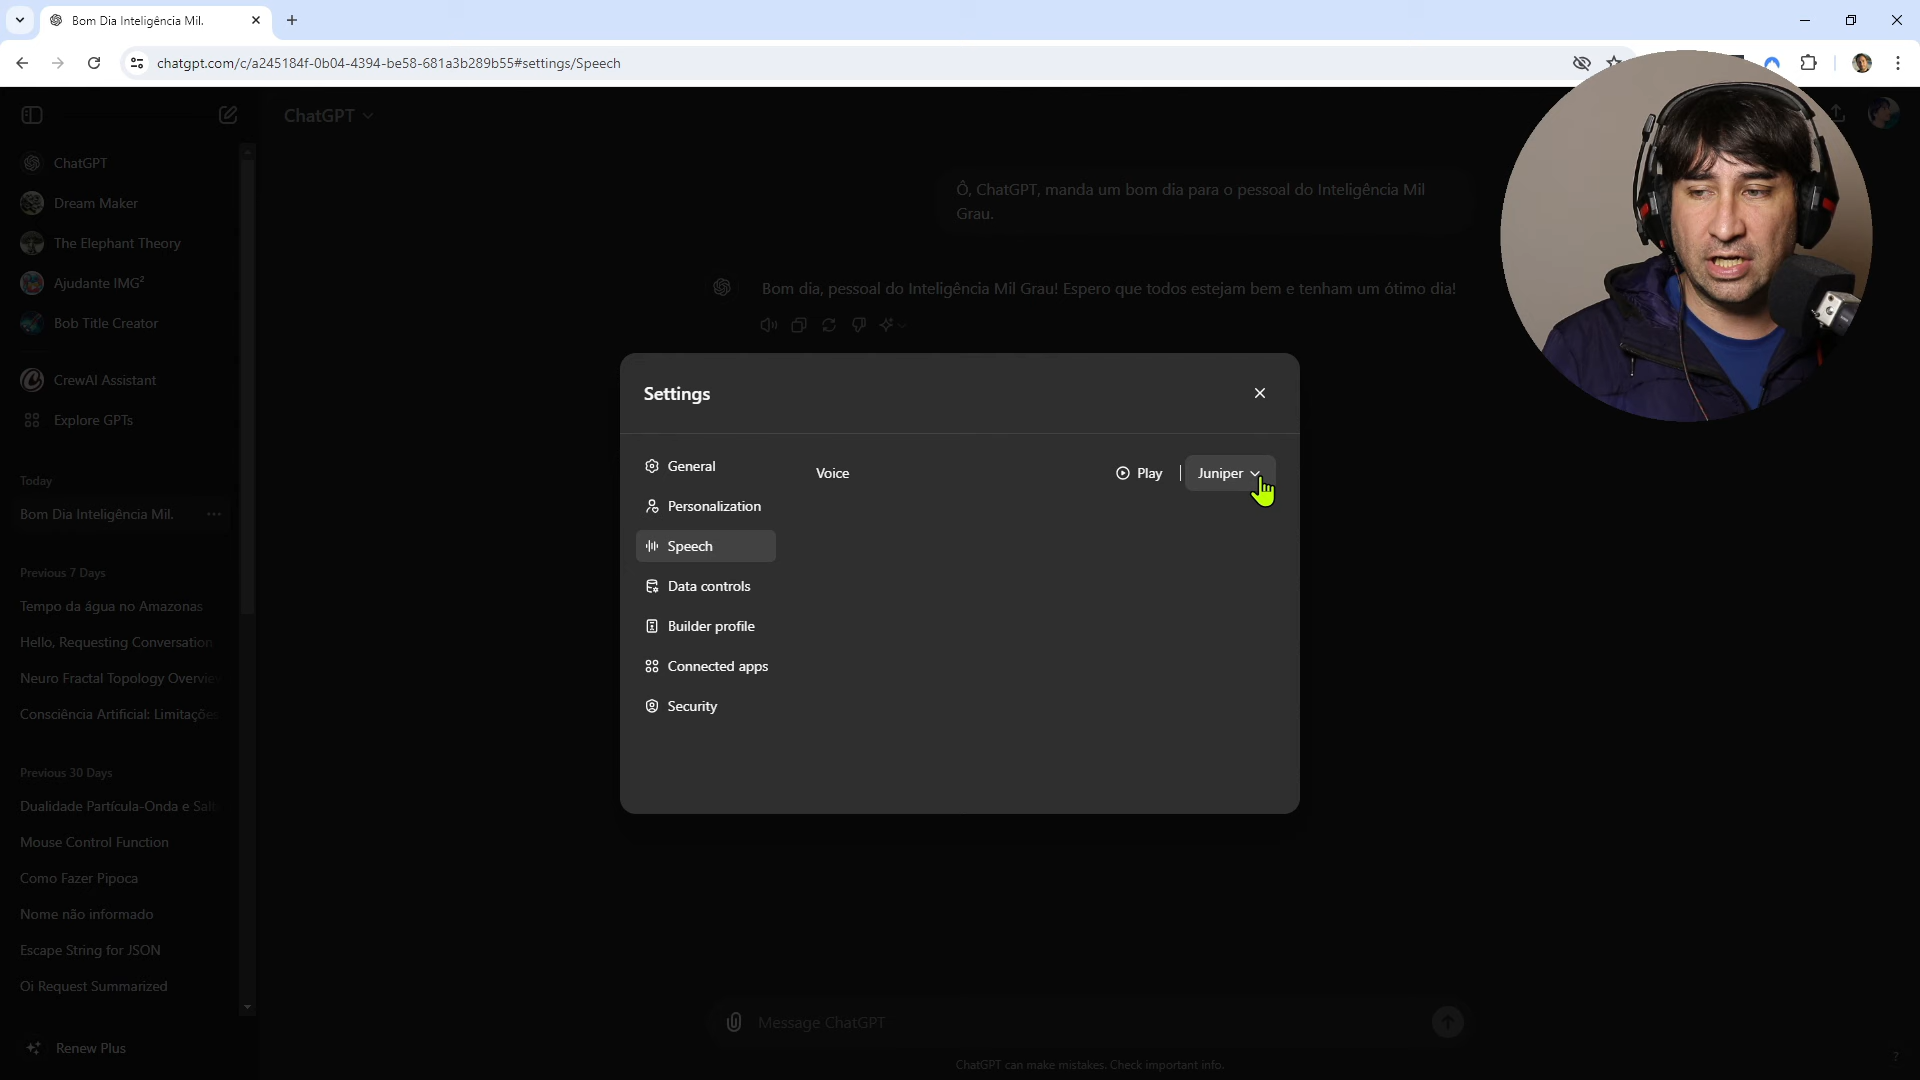 Bom Dia Inteligência Mil.
chatgpt.com/c/a245184f-0b04-4394-be58-681a3b289b55#settings/Speech
ChatGPT
ChatGPT
Dream Maker
The Elephant Theory
Ajudante IMG²
Bob Title Creator
CrewAI Assistant
Explore GPTs
Today
Bom Dia Inteligência Mil.
Previous 7 Days
Tempo da água no Amazonas
Hello, Requesting Conversation
Neuro Fractal Topology Overvie
Consciência Artificial: Limitações
Previous 30 Days
Dualidade Partícula-Onda e Salt
Mouse Control Function
Como Fazer Pipoca
Nome não informado
Escape String for JSON
Oi Request Summarized
Renew Plus
Ô, ChatGPT, manda um bom dia para o pessoal do Inteligência Mil
Grau.
Bom dia, pessoal do Inteligência Mil Grau! Espero que todos estejam bem e tenham um ótimo dia!
Settings
General
Personalization
Speech
Data controls
Builder profile
Connected apps
Security
Voice
Play
Juniper
Message ChatGPT
ChatGPT can make mistakes. Check important info.
?